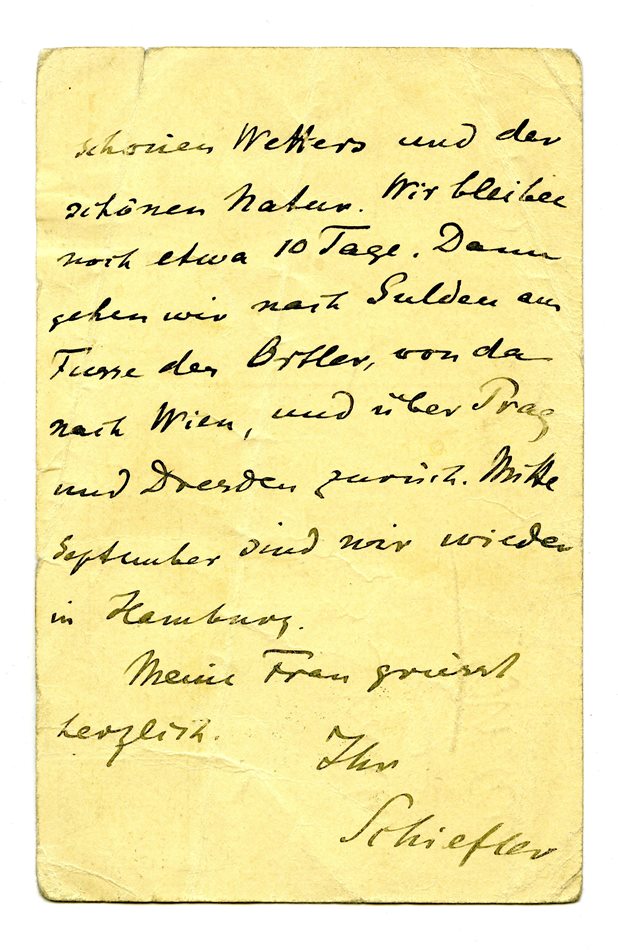 schönen Wetters und der
schönen Natur. Wir bleiben
noch etwa 10 Tage. Dann
gehen wir nach Sulden am
Fusse des Ortler, von da
nach Wien, und über Prag
und Dresden zurück. Mitte
September sind wir wieder
in Hamburg.
Meine Frau grüsst
herzlich.
Ihr
Schiefler